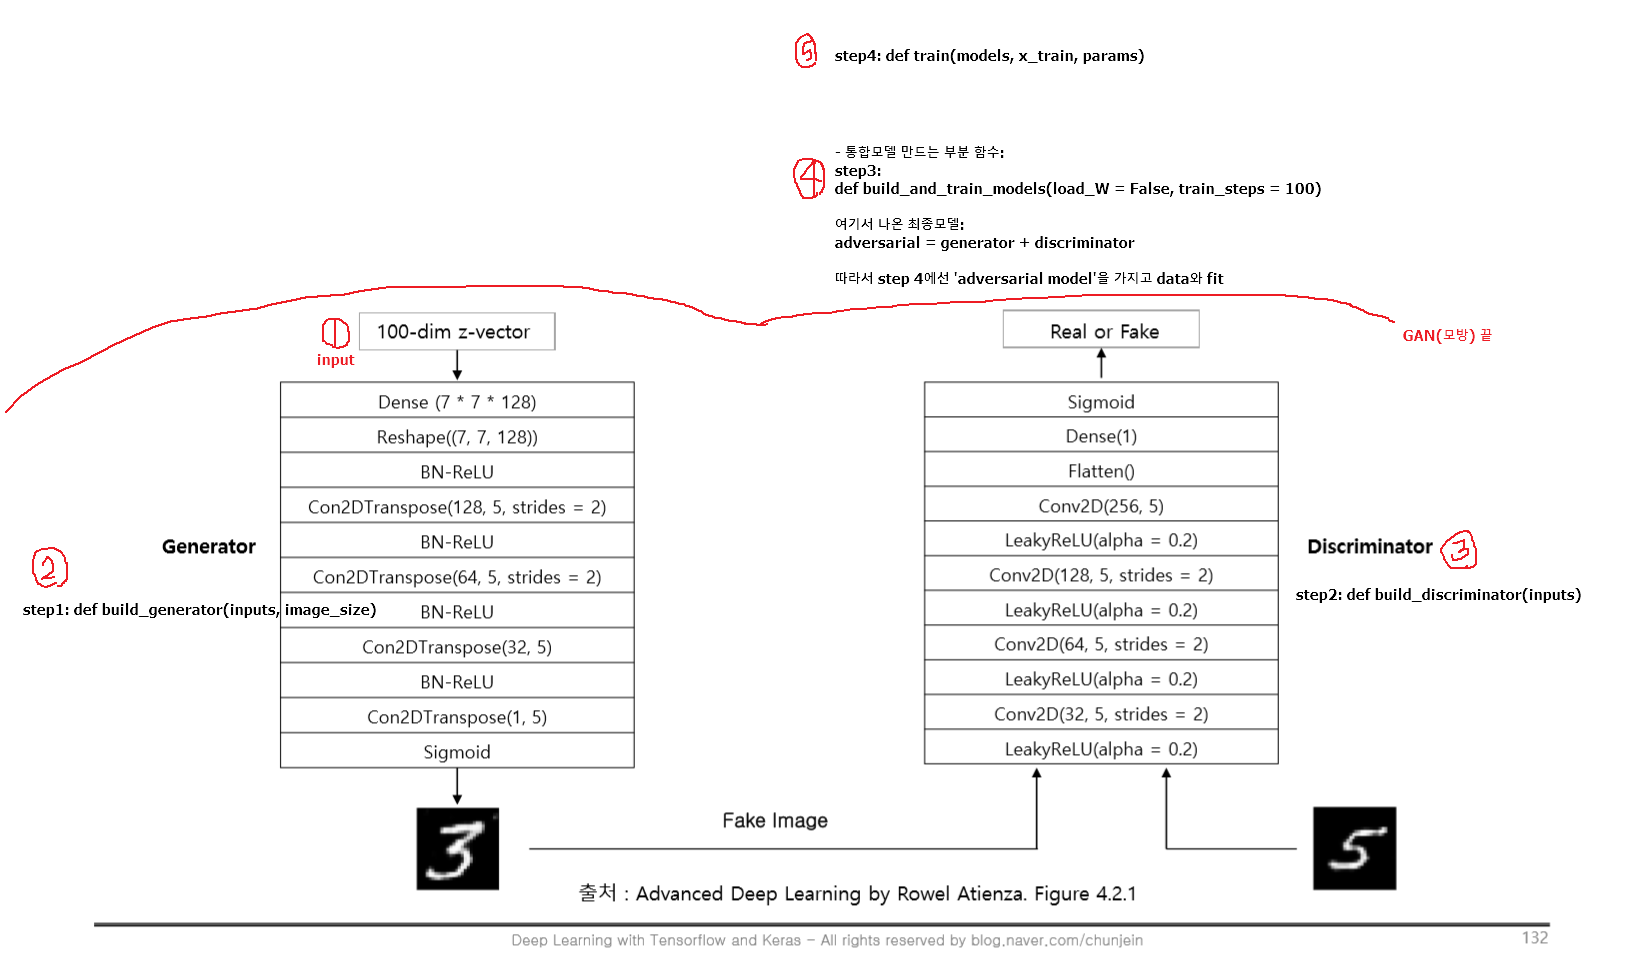 ⑤ step4: def train(models, x_train, params)
- 통합모델 만드는 부분 함수:
④ step3:
def build_and_train_models(load_W = False, train_steps = 100)
여기서 나온 최종모델:
adversarial = generator + discriminator
따라서 step 4에선 'adversarial model'을 가지고 data와 fit
① 100-dim z-vector
input
Dense (7 * 7 * 128)
Reshape((7, 7, 128))
BN-ReLU
Con2DTranspose(128, 5, strides = 2)
BN-ReLU
Con2DTranspose(64, 5, strides = 2)
BN-ReLU
Con2DTranspose(32, 5)
BN-ReLU
Con2DTranspose(1, 5)
Sigmoid
Generator
②
step1: def build_generator(inputs, image_size)
3
Real or Fake
GAN(모방) 끝
Sigmoid
Dense(1)
Flatten()
Conv2D(256, 5)
LeakyReLU(alpha = 0.2)
Conv2D(128, 5, strides = 2)
LeakyReLU(alpha = 0.2)
Conv2D(64, 5, strides = 2)
LeakyReLU(alpha = 0.2)
Conv2D(32, 5, strides = 2)
LeakyReLU(alpha = 0.2)
Discriminator ③
step2: def build_discriminator(inputs)
Fake Image
5
출처 : Advanced Deep Learning by Rowel Atienza. Figure 4.2.1
Deep Learning with Tensorflow and Keras – All rights reserved by blog.naver.com/chunjein
132